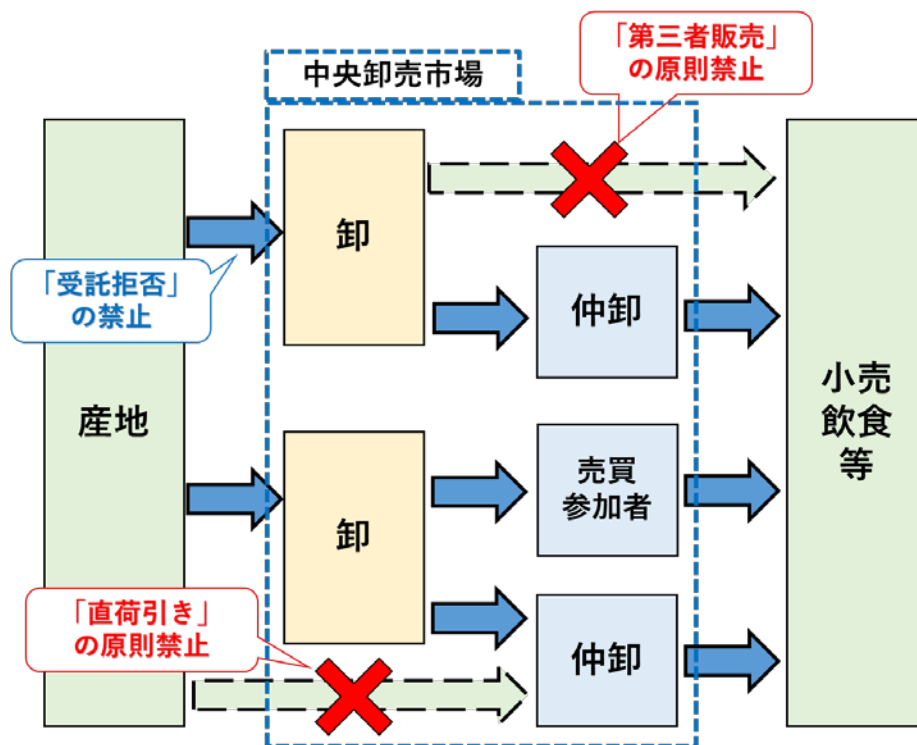 「第三者販売」
の原則禁止
中央卸売市場
卸
「受託拒否」
の禁止
仲卸
産地
小売
飲食
等
売買
参加者
卸
「直荷引き」
の原則禁止
仲卸